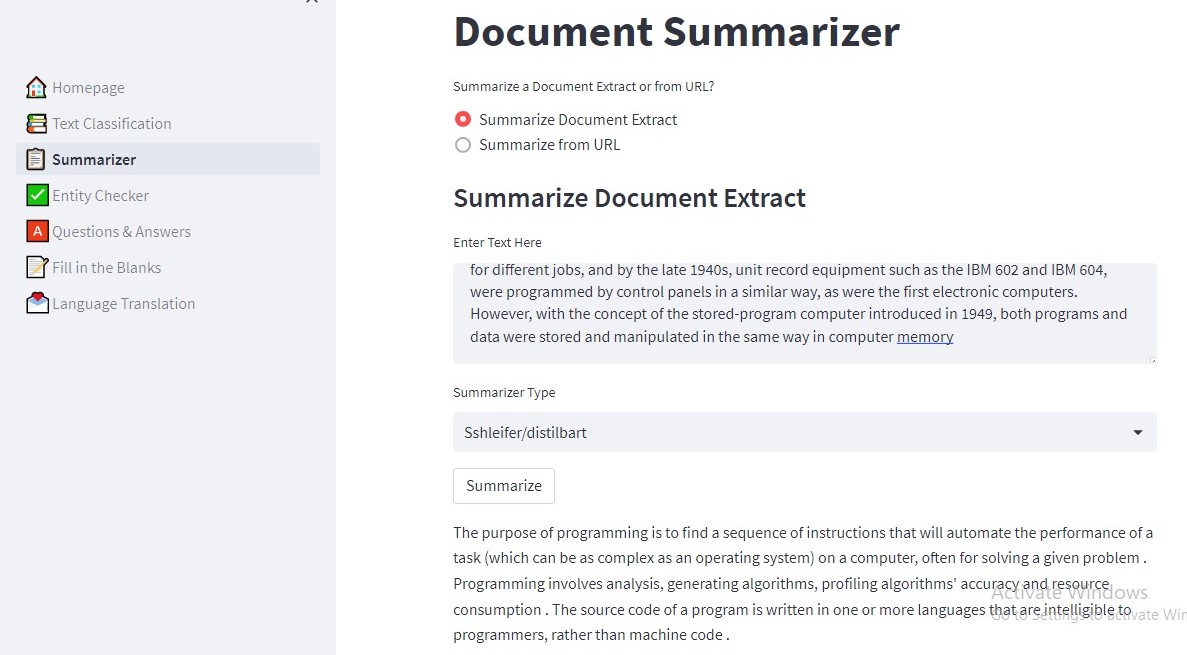 Document Summarizer
Summarize a Document Extract or from URL?
Summarize Document Extract
Summarize from URL
Homepage
Text Classification
Summarizer
Entity Checker
A Questions & Answers
Fill in the Blanks
Language Translation
Summarize Document Extract
Enter Text Here
for different jobs, and by the late 1940s, unit record equipment such as the IBM 602 and IBM 604,
were programmed by control panels in a similar way, as were the first electronic computers.
However, with the concept of the stored-program computer introduced in 1949, both programs and
data were stored and manipulated in the same way in computer memory
Summarizer Type
Sshleifer/distilbart
Summarize
The purpose of programming is to find a sequence of instructions that will automate the performance of a
task (which can be as complex as an operating system) on a computer, often for solving a given problem .
Programming involves analysis, generating algorithms, profiling algorithms' accuracy and resource
consumption . The source code of a program is written in one or more languages that are intelligible to
programmers, rather than machine code .
Activate Windows
Go to Settings to activate Win